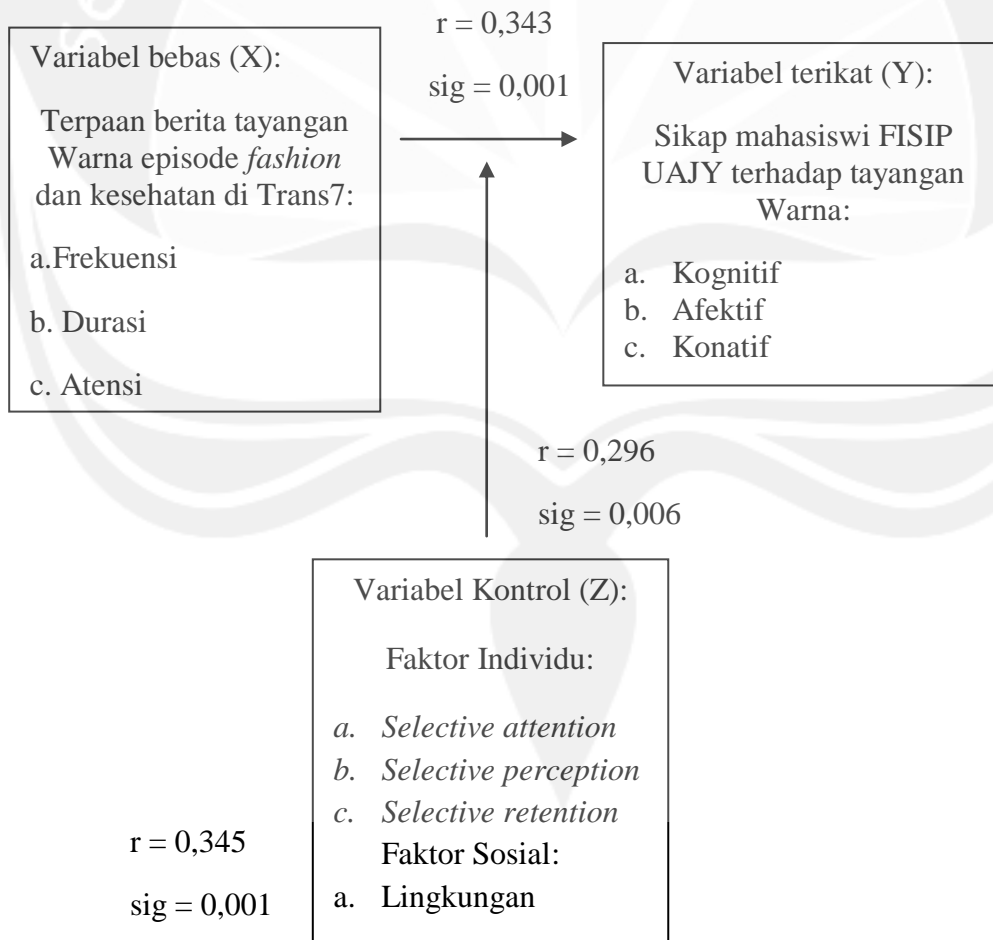 r = 0,343
sig = 0,001
Variabel bebas (X):
Terpaan berita tayangan
Warna episode fashion
dan kesehatan di Trans7:
a.Frekuensi
b. Durasi
c. Atensi
Variabel terikat (Y):
Sikap mahasiswi FISIP
UAJY terhadap tayangan
Warna:
a. Kognitif
b. Afektif
c. Konatif
r = 0,296
sig = 0,006
Variabel Kontrol (Z):
Faktor Individu:
a. Selective attention
b. Selective perception
c. Selective retention
Faktor Sosial:
a. Lingkungan
r = 0,345
sig = 0,001